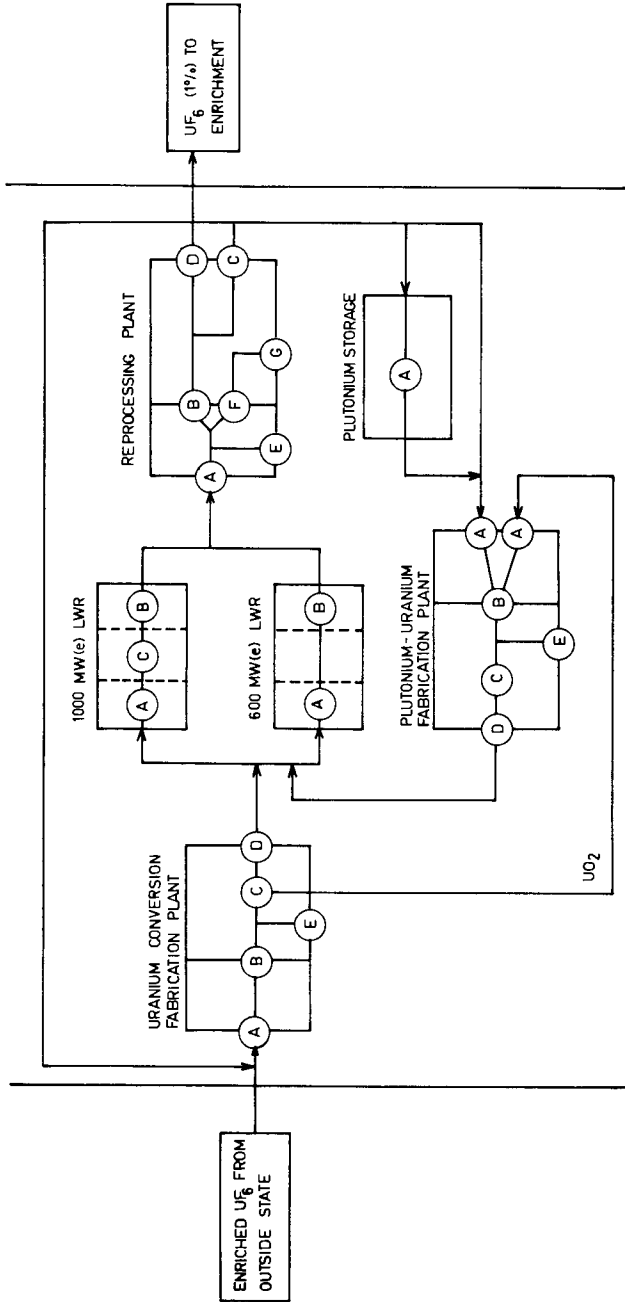 ENRICHED UF6 FROM
OUTSIDE STATE
URANIUM CONVERSION
FABRICATION PLANT
A
B
C
D
E
UO2
1000 MW(e) LWR
A
C
B
600 MW(e) LWR
A
B
REPROCESSING PLANT
A
B
F
E
G
D
C
PLUTONIUM STORAGE
A
PLUTONIUM-URANIUM
FABRICATION PLANT
D
C
B
A
A
E
UF6 (1%) TO
ENRICHMENT